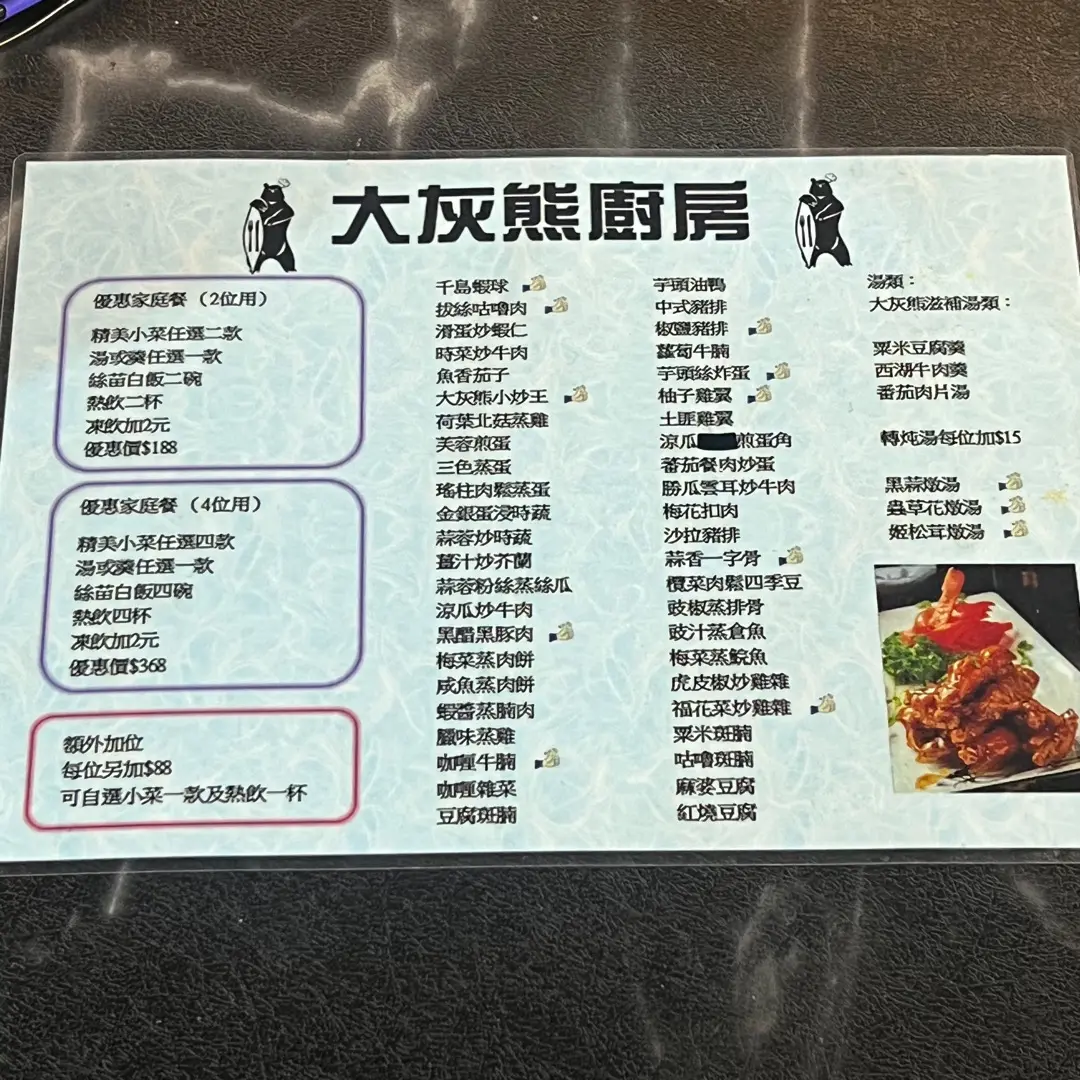 大灰熊廚房
優惠家庭餐（2位用）
精美小菜任選二款
湯或羹任選一款
絲苗白飯二碗
熱飲二杯
凍飲加2元
優惠價$188
優惠家庭餐（4位用）
精美小菜任選四款
湯或羹任選一款
絲苗白飯四碗
熱飲四杯
凍飲加2元
優惠價$368
額外加位
每位另加$88
可自選小菜一款及熱飲一杯
千島蝦球
拔絲咕嚕肉
滑蛋炒蝦仁
時菜炒牛肉
魚香茄子
大灰熊小炒王
荷葉北菇蒸雞
芙蓉煎蛋
三色蒸蛋
瑤柱肉鬆蒸蛋
金銀蛋浸時蔬
蒜蓉炒時蔬
薑汁炒芥蘭
蒜蓉粉絲蒸絲瓜
涼瓜炒牛肉
黑醋黑豚肉
梅菜蒸肉餅
咸魚蒸肉餅
蝦醬蒸腩肉
臘味蒸雞
咖喱牛腩
咖喱雜菜
豆腐斑腩
芋頭油鴨
中式豬排
椒鹽豬排
蘿蔔牛腩
芋頭絲炸蛋
柚子雞翼
土匪雞翼
涼瓜 煎蛋角
蕃茄餐肉炒蛋
勝瓜雲耳炒牛肉
梅花扣肉
沙拉豬排
蒜香一字骨
欖菜肉鬆四季豆
豉椒蒸排骨
豉汁蒸倉魚
梅菜蒸鯇魚
虎皮椒炒雞雜
福花菜炒雞雜
粟米斑腩
咕嚕斑腩
麻婆豆腐
紅燒豆腐
湯類：
大灰熊滋補湯類：
粟米豆腐羹
西湖牛肉羹
番茄肉片湯
轉炖湯每位加$15
黑蒜燉湯
蟲草花燉湯
姬松茸燉湯